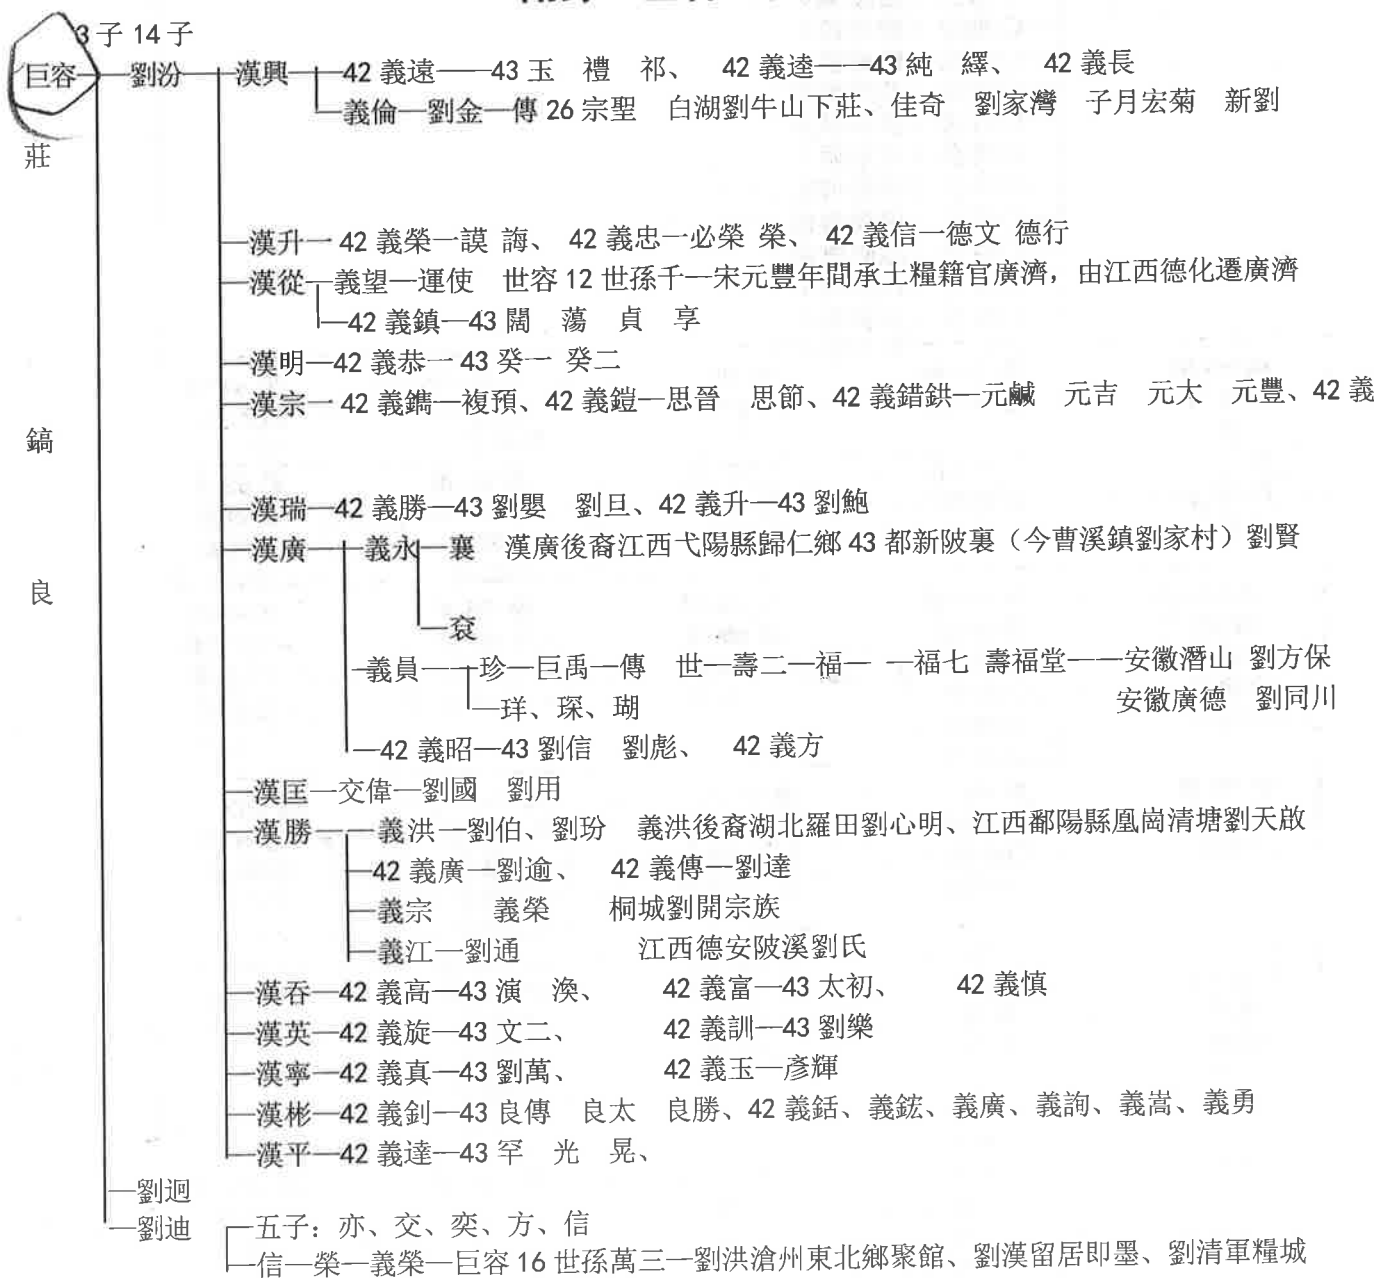 3子 14子
巨容——劉汾——漢興——42 義遠——43 玉 禮 祁、 42 義逵——43 純 繹、 42 義長
義倫—劉金—傳 26 宗聖 白湖劉牛山下莊、佳奇 劉家灣 子月宏菊 新劉
莊
漢升一 42 義榮一謨 誨、 42 義忠一必榮 榮、 42 義信一德文 德行
漢從—義望—運使 世容 12 世孫千一宋元豐年間承土糧籍官廣濟，由江西德化遷廣濟
—42 義鎮—43 闊 蕩 貞 享
漢明—42 義恭一 43 癸一 癸二
漢宗一 42 義鐫—複預、42 義鎧—思晉 思節、42 義錯鉷—元鹹 元吉 元大 元豐、42 義
鎬
漢瑞—42 義勝—43 劉嬰 劉旦、42 義升—43 劉鮑
漢廣——義永—襄 漢廣後裔江西弋陽縣歸仁鄉 43 都新陂裏（今曹溪鎮劉家村）劉賢
良
—袞
義員——珍—巨禹—傳 世—壽二—福— —福七 壽福堂——安徽潛山 劉方保
—珜、琛、瑚 安徽廣德 劉同川
—42 義昭—43 劉信 劉彪、 42 義方
漢匡—交偉—劉國 劉用
漢勝——義洪—劉伯、劉玢 義洪後裔湖北羅田劉心明、江西鄱陽縣凰崗清塘劉天啟
42 義廣—劉逾、 42 義傳—劉達
義宗 義榮 桐城劉開宗族
義江—劉通 江西德安陂溪劉氏
漢吞—42 義高—43 演 渙、 42 義富—43 太初、 42 義慎
漢英—42 義旋—43 文二、 42 義訓—43 劉樂
漢寧—42 義真—43 劉萬、 42 義玉—彥輝
漢彬—42 義釗—43 良傳 良太 良勝、42 義銛、義鋐、義廣、義詢、義嵩、義勇
漢平—42 義達—43 罕 光 晃、
—劉迥
—劉迪 五子：亦、交、奕、方、信
信—榮—義榮—巨容 16 世孫萬三—劉洪滄州東北鄉聚館、劉漢留居即墨、劉清軍糧城